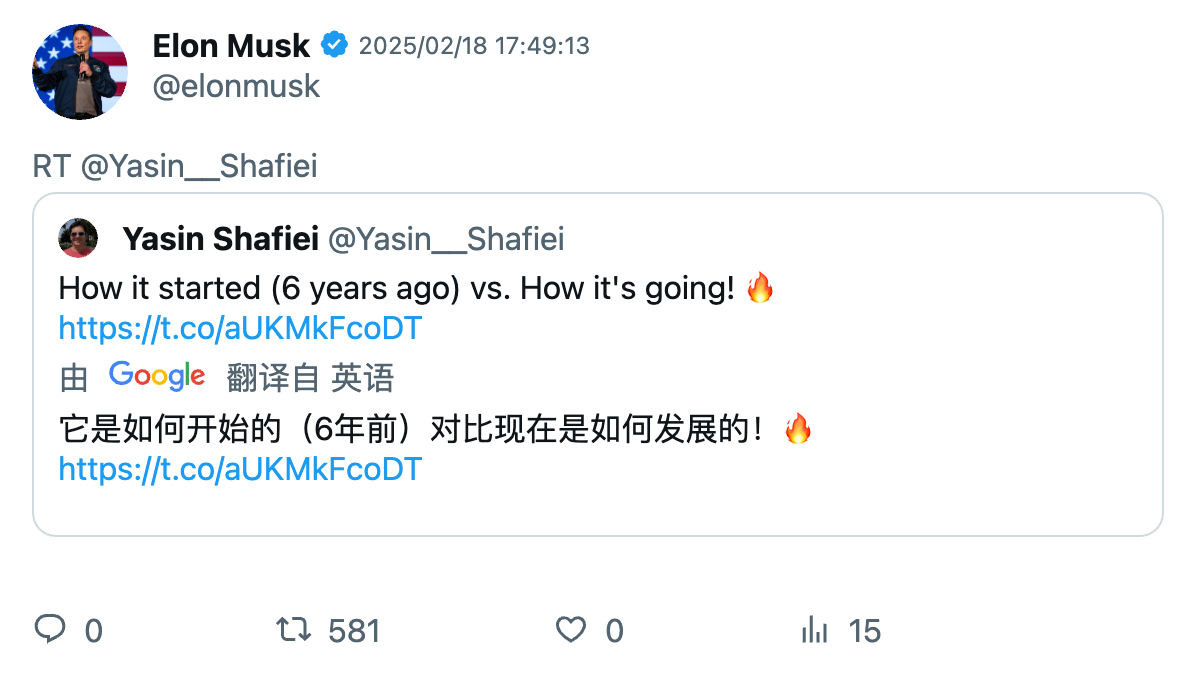 Elon Musk 2025/02/18 17:49:13
@elonmusk
RT @Yasin__Shafiei
Yasin Shafiei @Yasin__Shafiei
How it started (6 years ago) vs. How it's going! 🔥
https://t.co/aUKMkFcoDT
由 Google 翻译自 英语
它是如何开始的（6年前）对比现在是如何发展的！🔥
https://t.co/aUKMkFcoDT
0 581 0 15